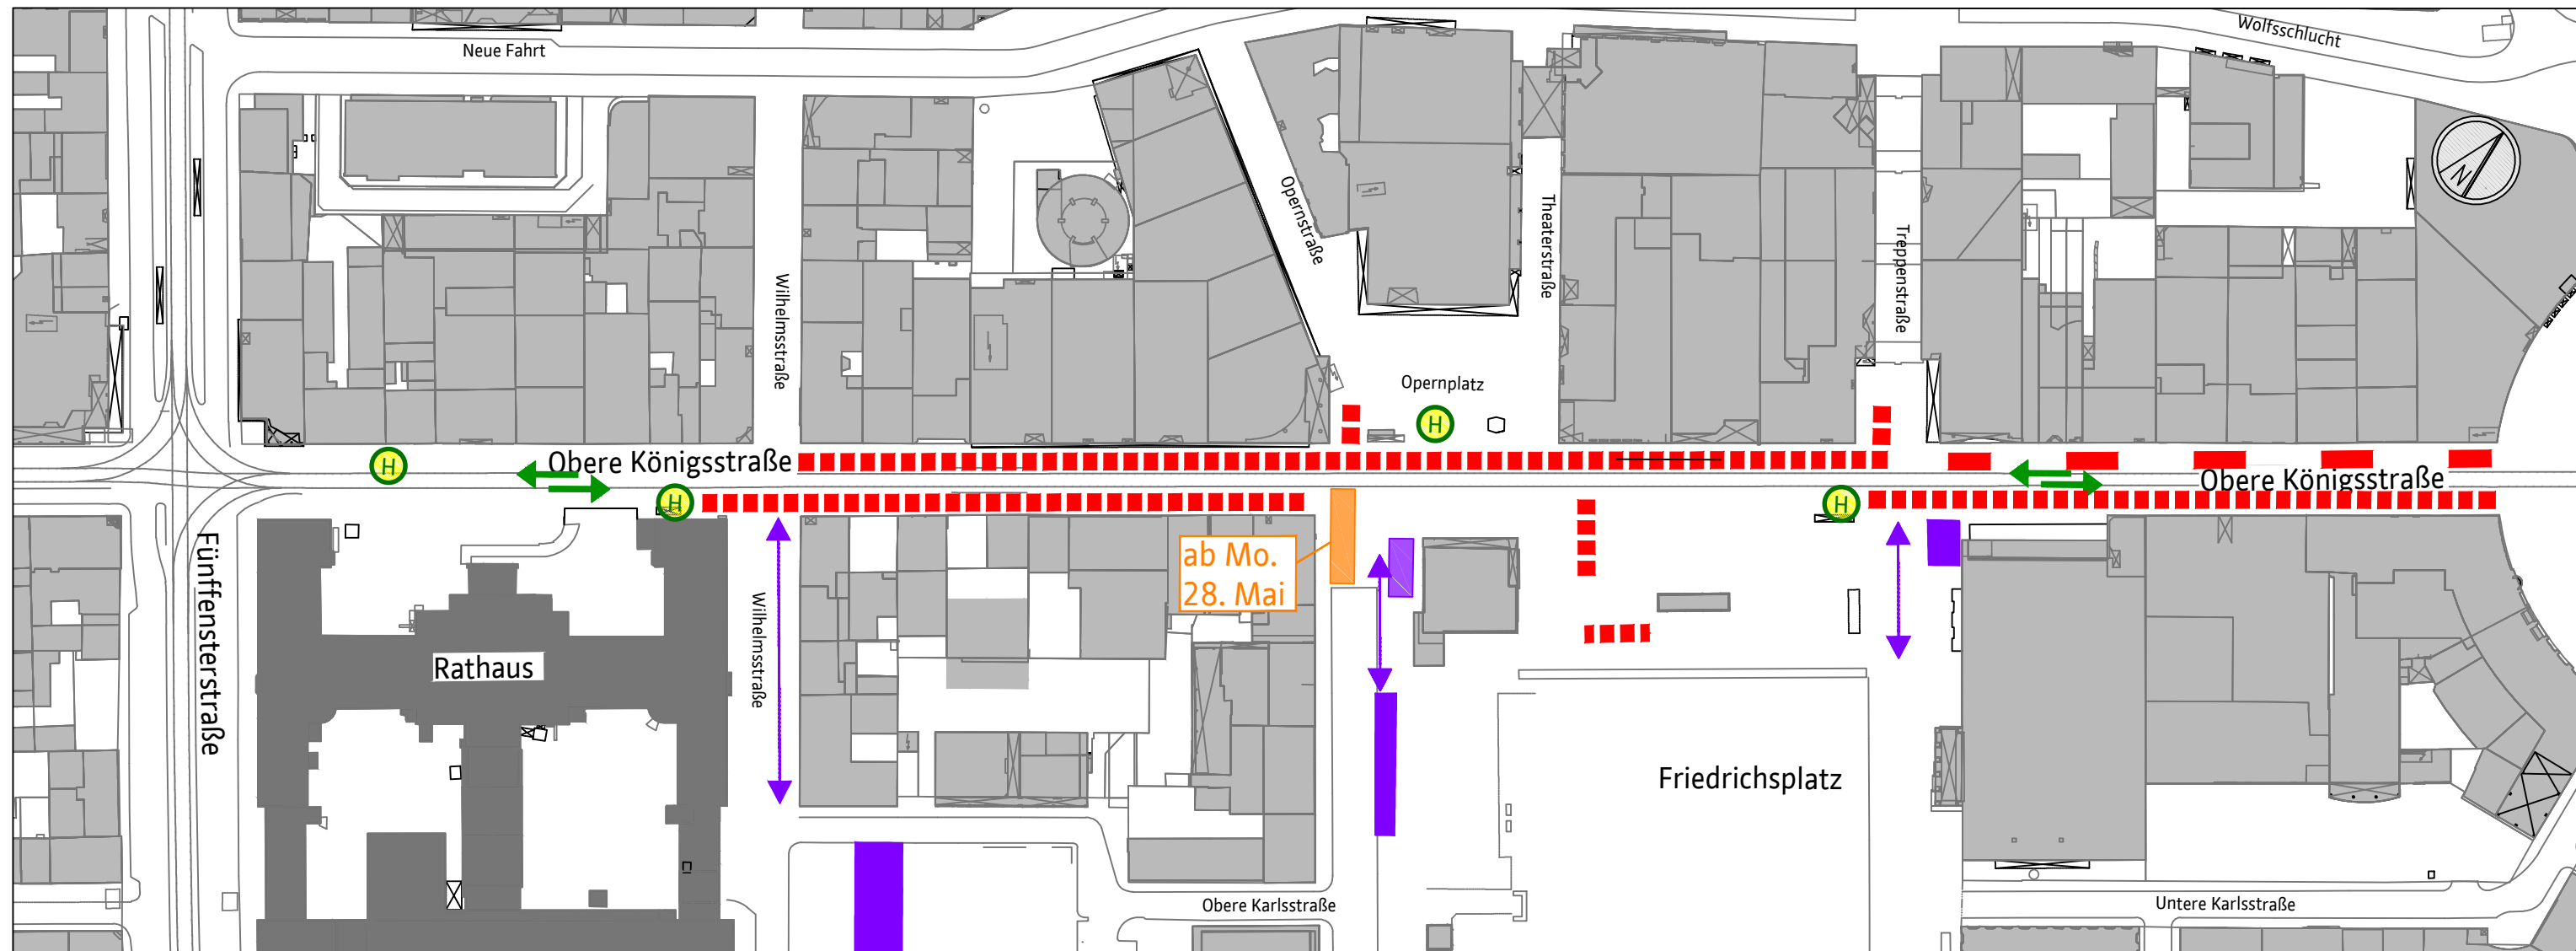 Neue Fahrt
Wolfsschlucht
N
Wilhelmsstraße
Opernstraße
Theaterstraße
Treppenstraße
Opernplatz
H
H
Obere Königsstraße
H
H
Obere Königsstraße
Fünffensterstraße
Rathaus
Wilhelmsstraße
ab Mo.
28. Mai
Friedrichsplatz
Obere Karlsstraße
Untere Karlsstraße